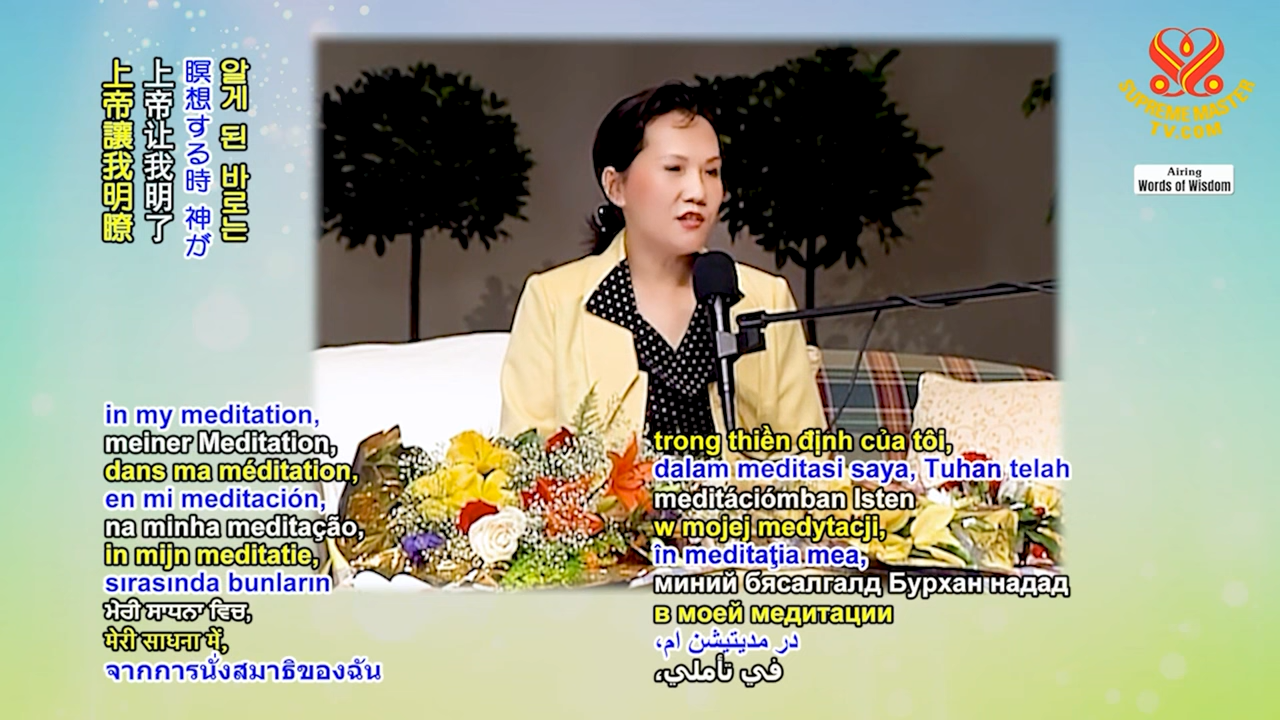 上帝讓我明瞭
上帝让我明了
瞑想する時 神が
알게 된 바로는
SUPREME MASTER
TV.COM
Airing
Words of Wisdom
in my meditation,
meiner Meditation,
dans ma méditation,
en mi meditación,
na minha meditação,
in mijn meditatie,
sırasında bunların
ਮੇਰੀ ਸਾਧਨਾ ਵਿਚ,
मेरी साधना में,
จากการนั่งสมาธิของฉัน
trong thiền định của tôi,
dalam meditasi saya, Tuhan telah
meditációmban Isten
w mojej medytacji,
în meditaţia mea,
миний бясалгалд Бурхан надад
в моей медитации
در مدیتیشن ام،
في تأملي،